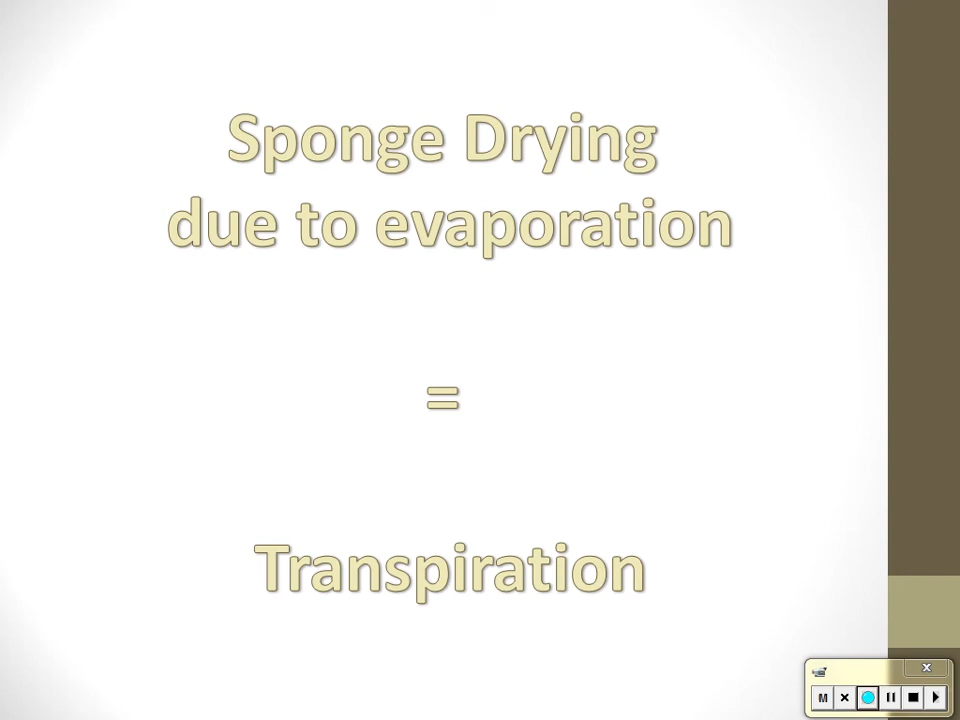 Sponge Drying
due to evaporation
=
Transpiration
M